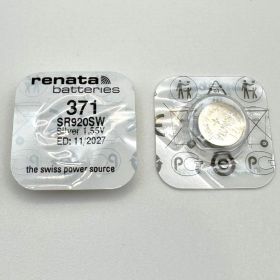 renata
batteries
371
SR920SW
Silver 1.55V
ED: 11/2027
the swiss power source